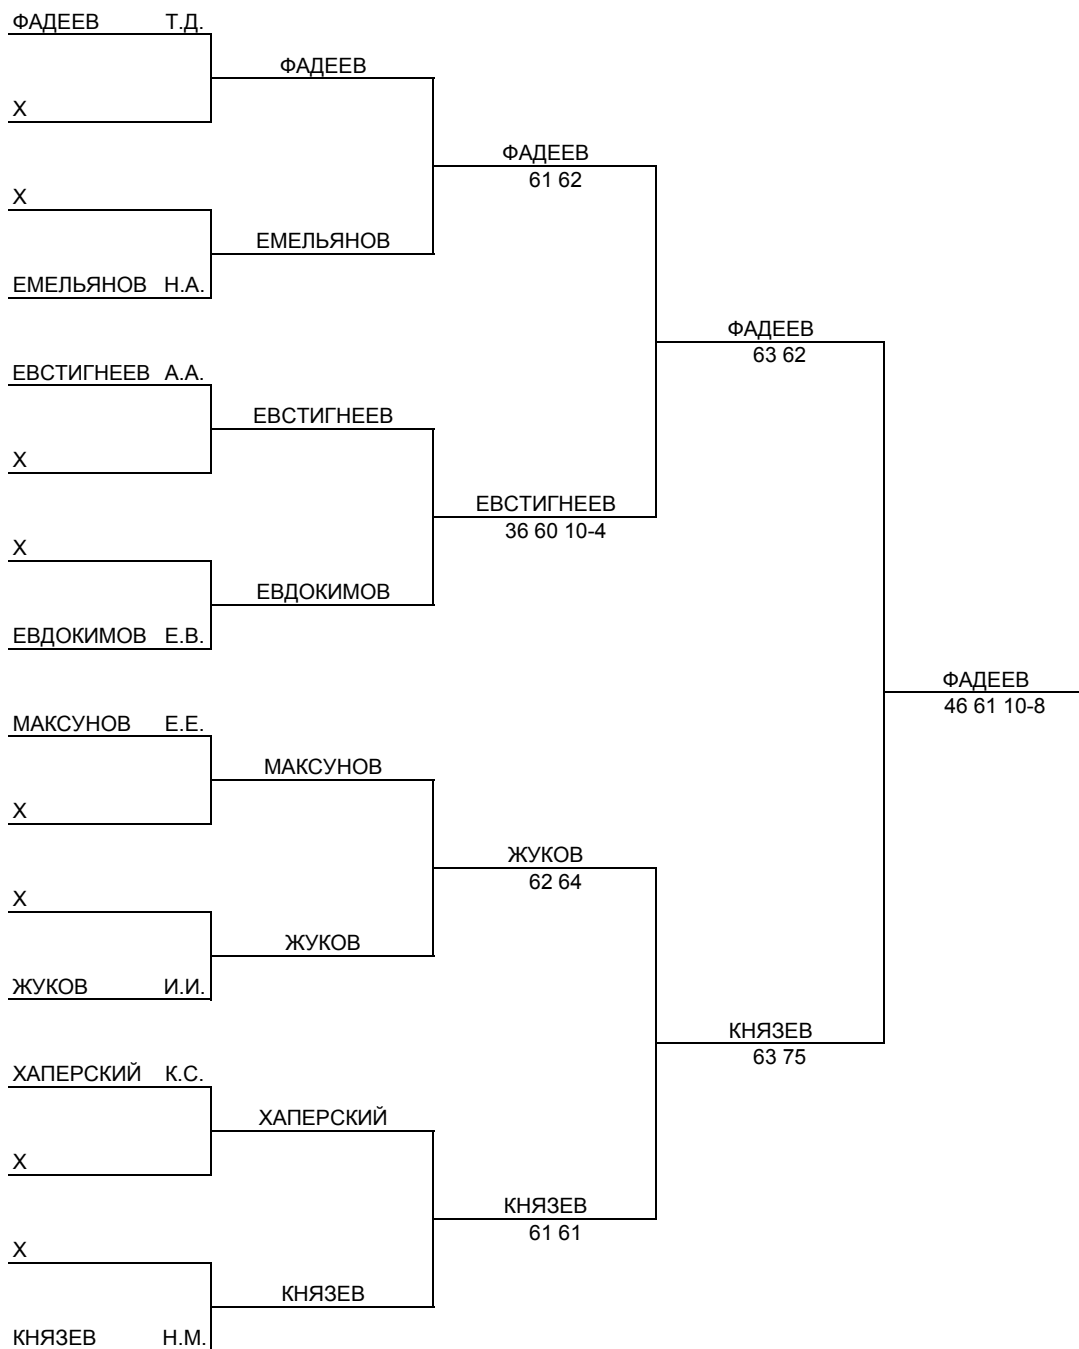 ФАДЕЕВ Т.Д.
ФАДЕЕВ
Х
ФАДЕЕВ
61 62
Х
ЕМЕЛЬЯНОВ
ЕМЕЛЬЯНОВ Н.А.
ФАДЕЕВ
63 62
ЕВСТИГНЕЕВ А.А.
ЕВСТИГНЕЕВ
Х
ЕВСТИГНЕЕВ
36 60 10-4
Х
ЕВДОКИМОВ
ЕВДОКИМОВ Е.В.
ФАДЕЕВ
46 61 10-8
МАКСУНОВ Е.Е.
МАКСУНОВ
Х
ЖУКОВ
62 64
Х
ЖУКОВ
ЖУКОВ И.И.
КНЯЗЕВ
63 75
ХАПЕРСКИЙ К.С.
ХАПЕРСКИЙ
Х
КНЯЗЕВ
61 61
Х
КНЯЗЕВ
КНЯЗЕВ Н.М.